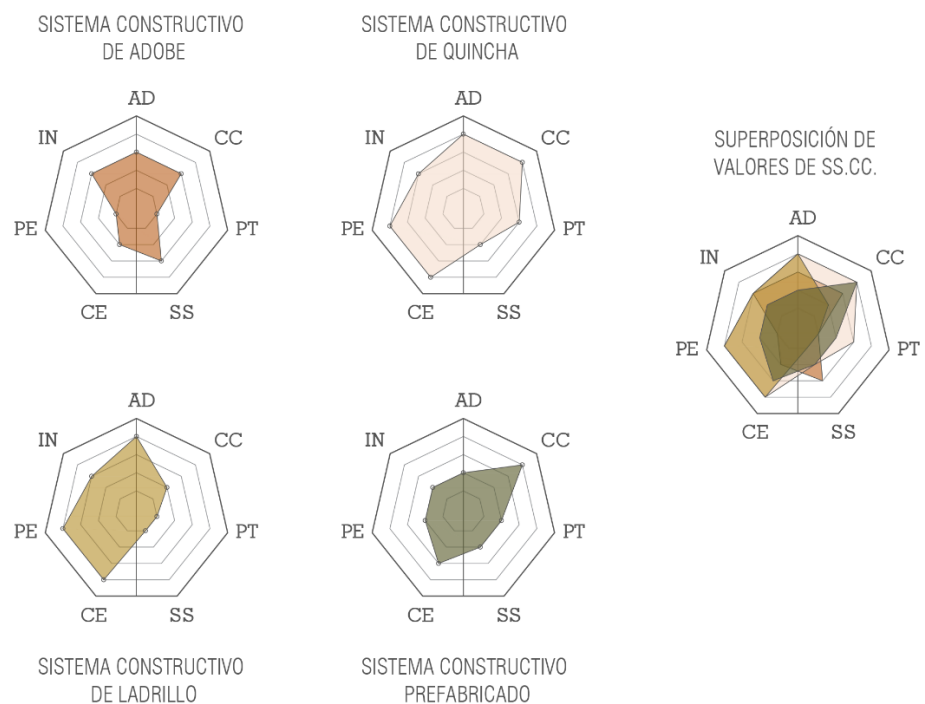 SISTEMA CONSTRUCTIVO
DE ADOBE
AD
IN
CC
PE
PT
CE
SS
SISTEMA CONSTRUCTIVO
DE QUINCHA
AD
IN
CC
PE
PT
CE
SS
SUPERPOSICIÓN DE
VALORES DE SS.CC.
AD
IN
CC
PE
PT
CE
SS
AD
IN
CC
PE
PT
CE
SS
SISTEMA CONSTRUCTIVO
DE LADRILLO
AD
IN
CC
PE
PT
CE
SS
SISTEMA CONSTRUCTIVO
PREFABRICADO